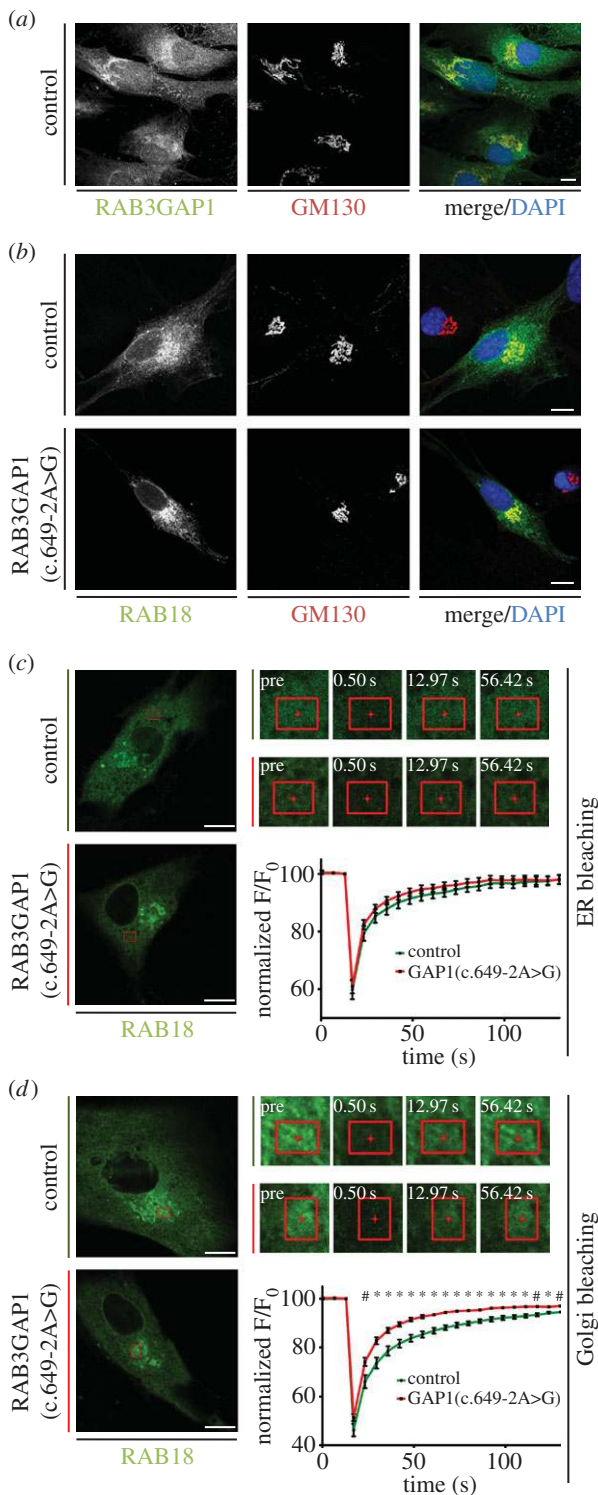 (a)
control
RAB3GAP1
GM130
merge/DAPI
(b)
control
RAB3GAP1
(c.649-2A>G)
RAB18
GM130
merge/DAPI
(c)
control
RAB3GAP1
(c.649-2A>G)
RAB18
pre
0.50 s
12.97 s
56.42 s
pre
0.50 s
12.97 s
56.42 s
normalized F/F0
100
80
60
0
50
100
time (s)
control
GAP1(c.649-2A>G)
ER bleaching
(d)
control
RAB3GAP1
(c.649-2A>G)
RAB18
pre
0.50 s
12.97 s
56.42 s
pre
0.50 s
12.97 s
56.42 s
normalized F/F0
# * * * * * * * * * * * * * * * # * #
100
80
60
40
0
50
100
time (s)
control
GAP1(c.649-2A>G)
Golgi bleaching